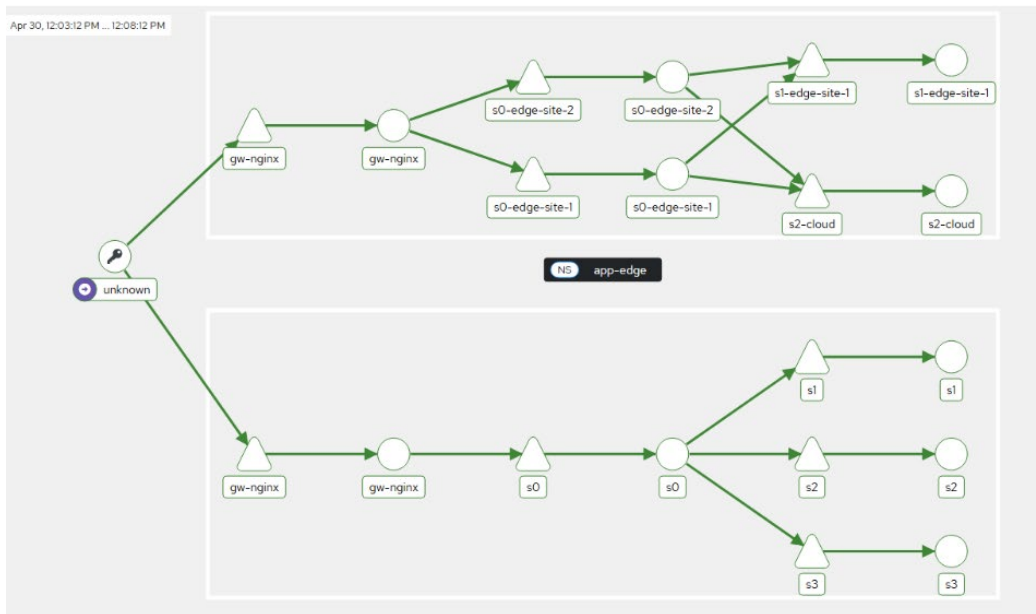 Apr 30, 12:03:12 PM ... 12:08:12 PM
s1-edge-site-1
s1-edge-site-1
s0-edge-site-2
s0-edge-site-2
gw-nginx
gw-nginx
s0-edge-site-1
s0-edge-site-1
s2-cloud
s2-cloud
NS app-edge
unknown
s1
s1
gw-nginx
gw-nginx
s0
s0
s2
s2
s3
s3